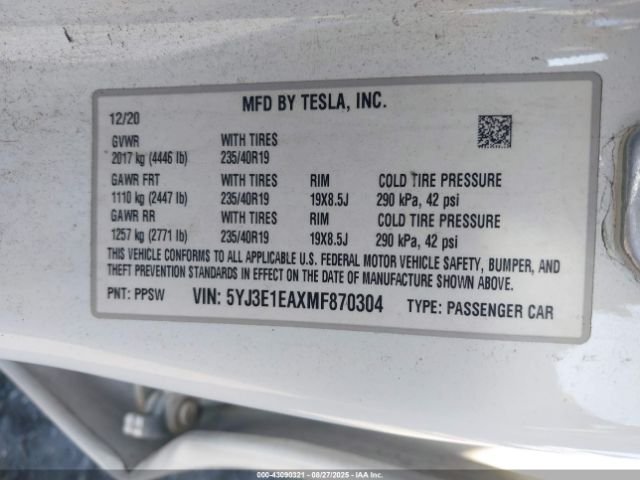 MFD BY TESLA, INC.
12/20
GVWR WITH TIRES
2017 kg (4446 lb) 235/40R19
GAWR FRT WITH TIRES RIM COLD TIRE PRESSURE
1110 kg (2447 lb) 235/40R19 19X8.5J 290 kPa, 42 psi
GAWR RR WITH TIRES RIM COLD TIRE PRESSURE
1257 kg (2771 lb) 235/40R19 19X8.5J 290 kPa, 42 psi
THIS VEHICLE CONFORMS TO ALL APPLICABLE U.S. FEDERAL MOTOR VEHICLE SAFETY, BUMPER, AND
THEFT PREVENTION STANDARDS IN EFFECT ON THE DATE OF MANUFACTURE SHOWN ABOVE.
PNT: PPSW VIN: 5YJ3E1EAXMF870304 TYPE: PASSENGER CAR
000-43090321 - 08/27/2025 - Copyright © IAA, Inc.